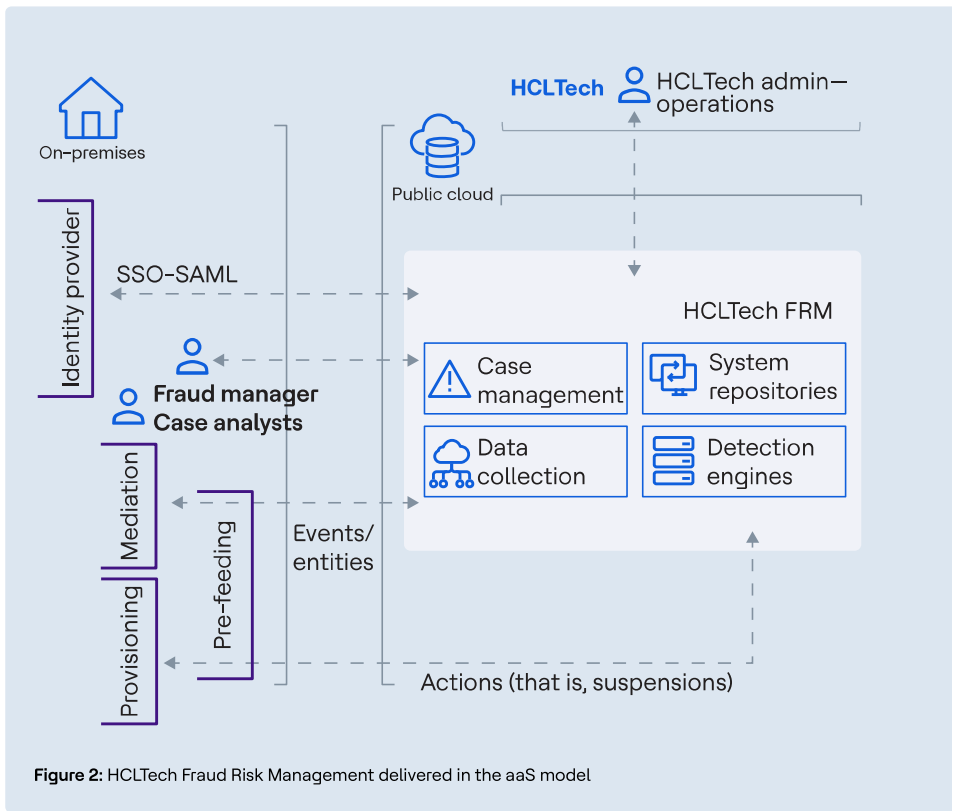 HCLTech
HCLTech admin—
operations
On-premises
Public cloud
Identity provider
SSO-SAML
HCLTech FRM
Case
management
System
repositories
Fraud manager
Case analysts
Data
collection
Detection
engines
Mediation
Pre-feeding
Events/
entities
Provisioning
Actions (that is, suspensions)
Figure 2: HCLTech Fraud Risk Management delivered in the aaS model